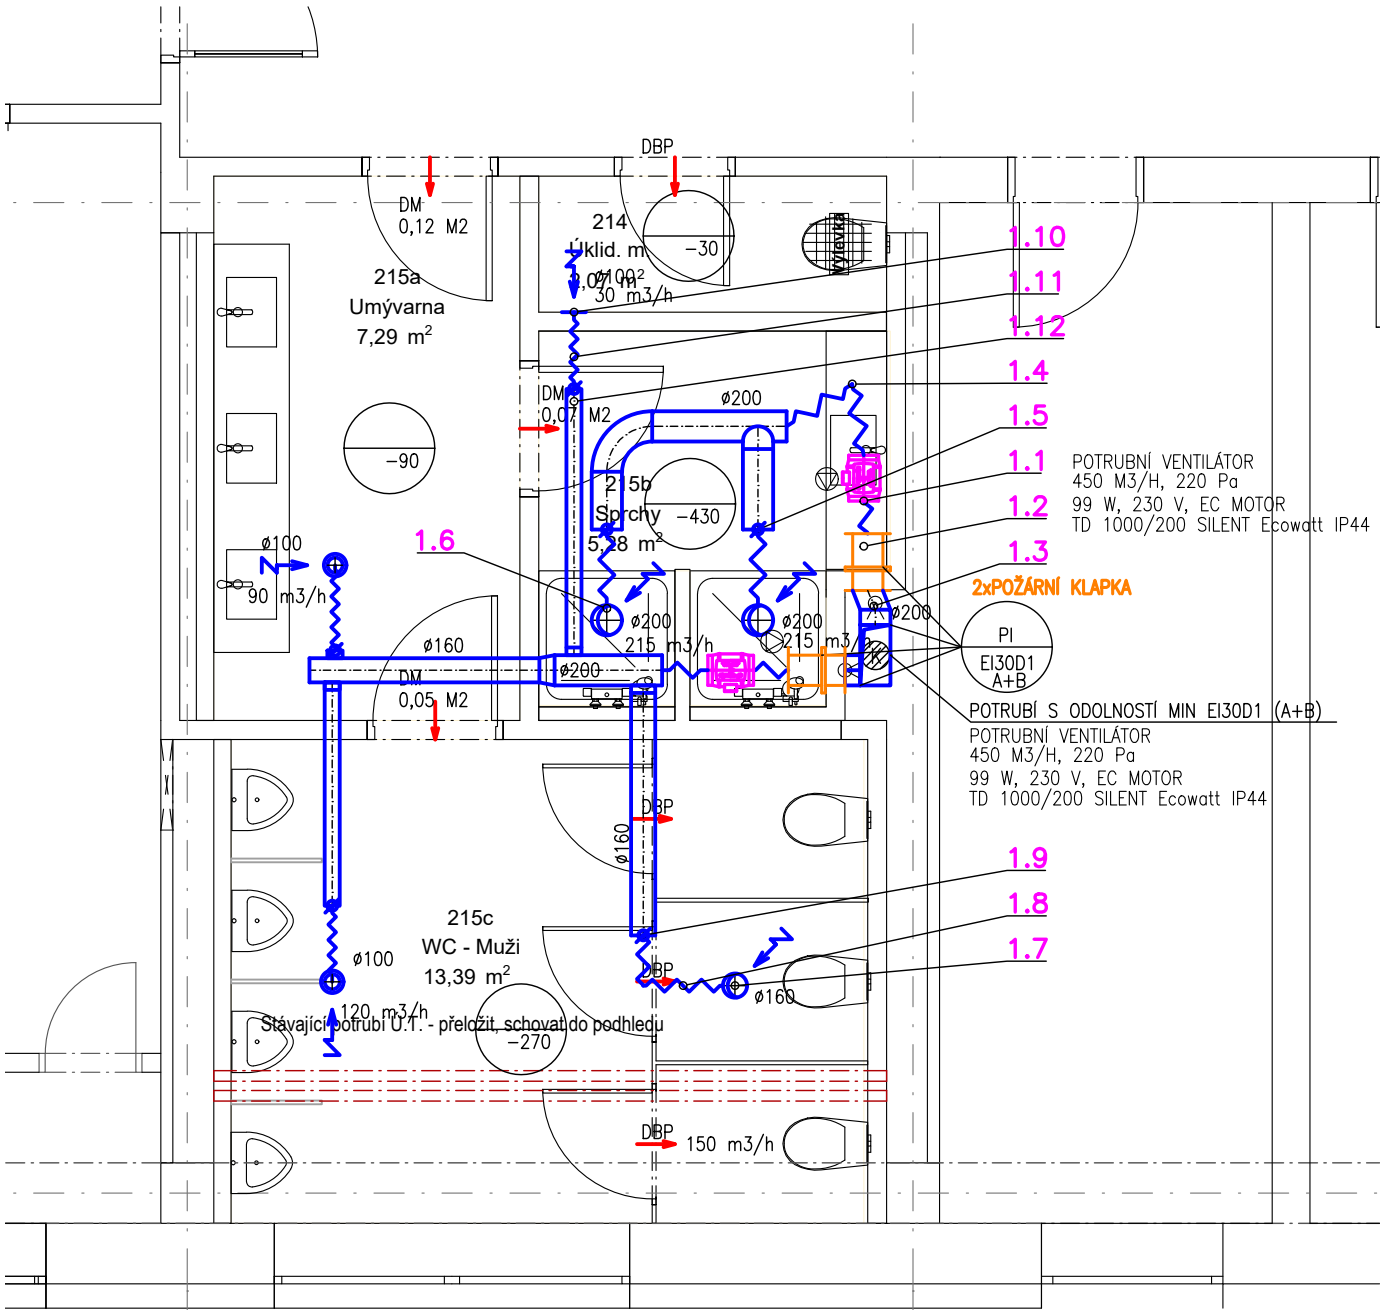 DBP
DM
0,12 M2
214
Úklid. m.
2,07 m²
-30
Výlevka
ø100
30 m3/h
215a
Umývarna
7,29 m²
1.10
1.11
1.12
1.4
1.5
1.1
1.2
1.3
DM
0,07 M2
ø200
-90
215b
Sprchy
5,28 m²
-430
POTRUBNÍ VENTILÁTOR
450 M3/H, 220 Pa
99 W, 230 V, EC MOTOR
TD 1000/200 SILENT Ecowatt IP44
1.6
ø100
90 m3/h
2xPOŽÁRNÍ KLAPKA
ø200
215 m3/h
ø200
215 m3/h
ø200
PI
EI30D1
A+B
K
ø160
ø200
DM
0,05 M2
POTRUBÍ S ODOLNOSTÍ MIN EI30D1 (A+B)
POTRUBNÍ VENTILÁTOR
450 M3/H, 220 Pa
99 W, 230 V, EC MOTOR
TD 1000/200 SILENT Ecowatt IP44
DBP
ø160
1.9
1.8
1.7
215c
WC - Muži
13,39 m²
ø100
DBP
ø160
120 m3/h
Stávající potrubí Ú.T. - přeložit, schovat do podhledu
-270
DBP
150 m3/h